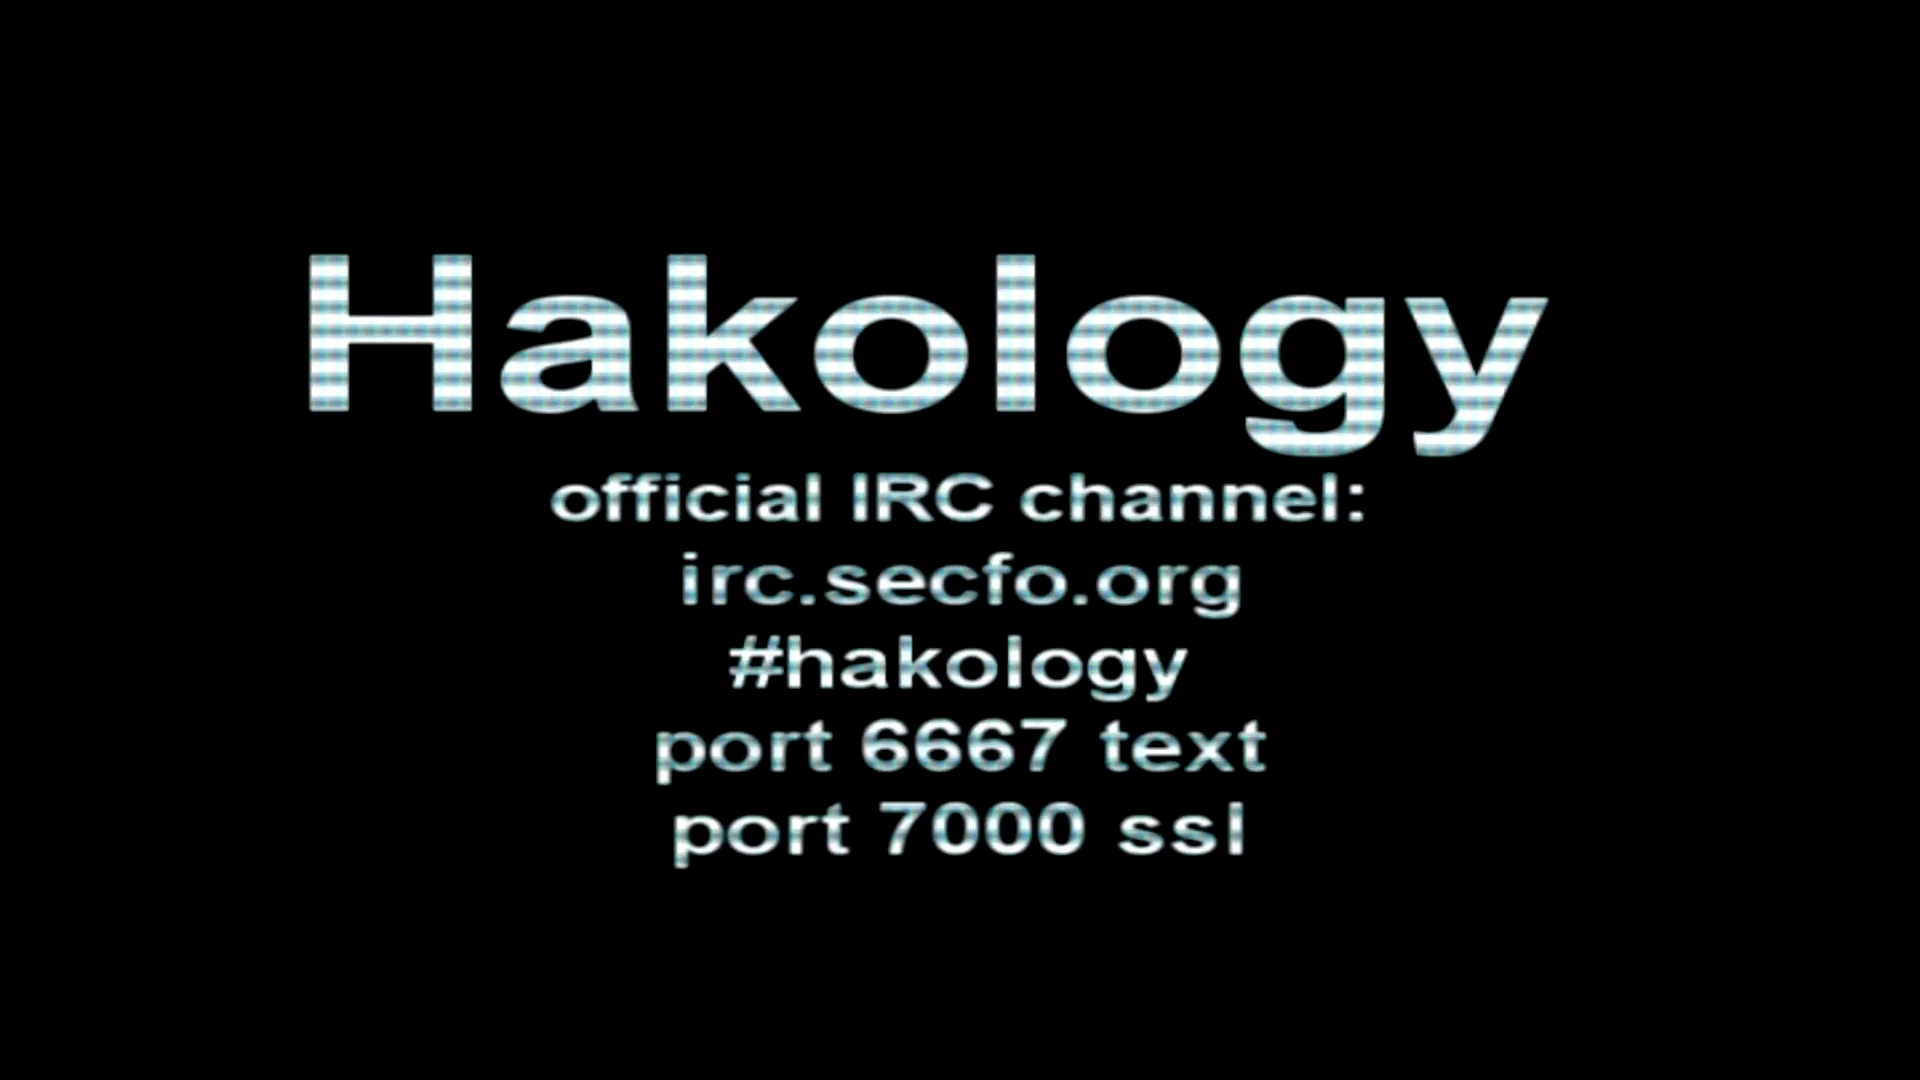 Hakology
official IRC channel:
irc.secfo.org
#hakology
port 6667 text
port 7000 ssl